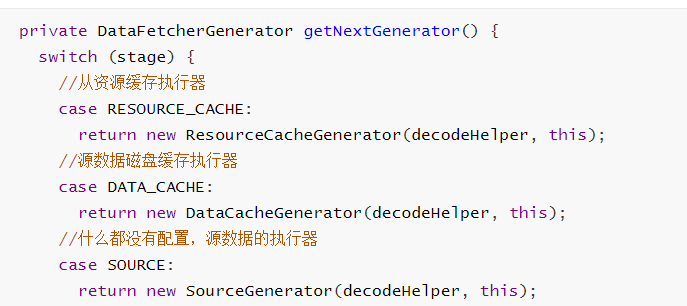 private DataFetcherGenerator getNextGenerator() {
switch (stage) {
//从资源缓存执行器
case RESOURCE_CACHE:
return new ResourceCacheGenerator(decodeHelper, this);
//源数据磁盘缓存执行器
case DATA_CACHE:
return new DataCacheGenerator(decodeHelper, this);
//什么都没有配置，源数据的执行器
case SOURCE:
return new SourceGenerator(decodeHelper, this);